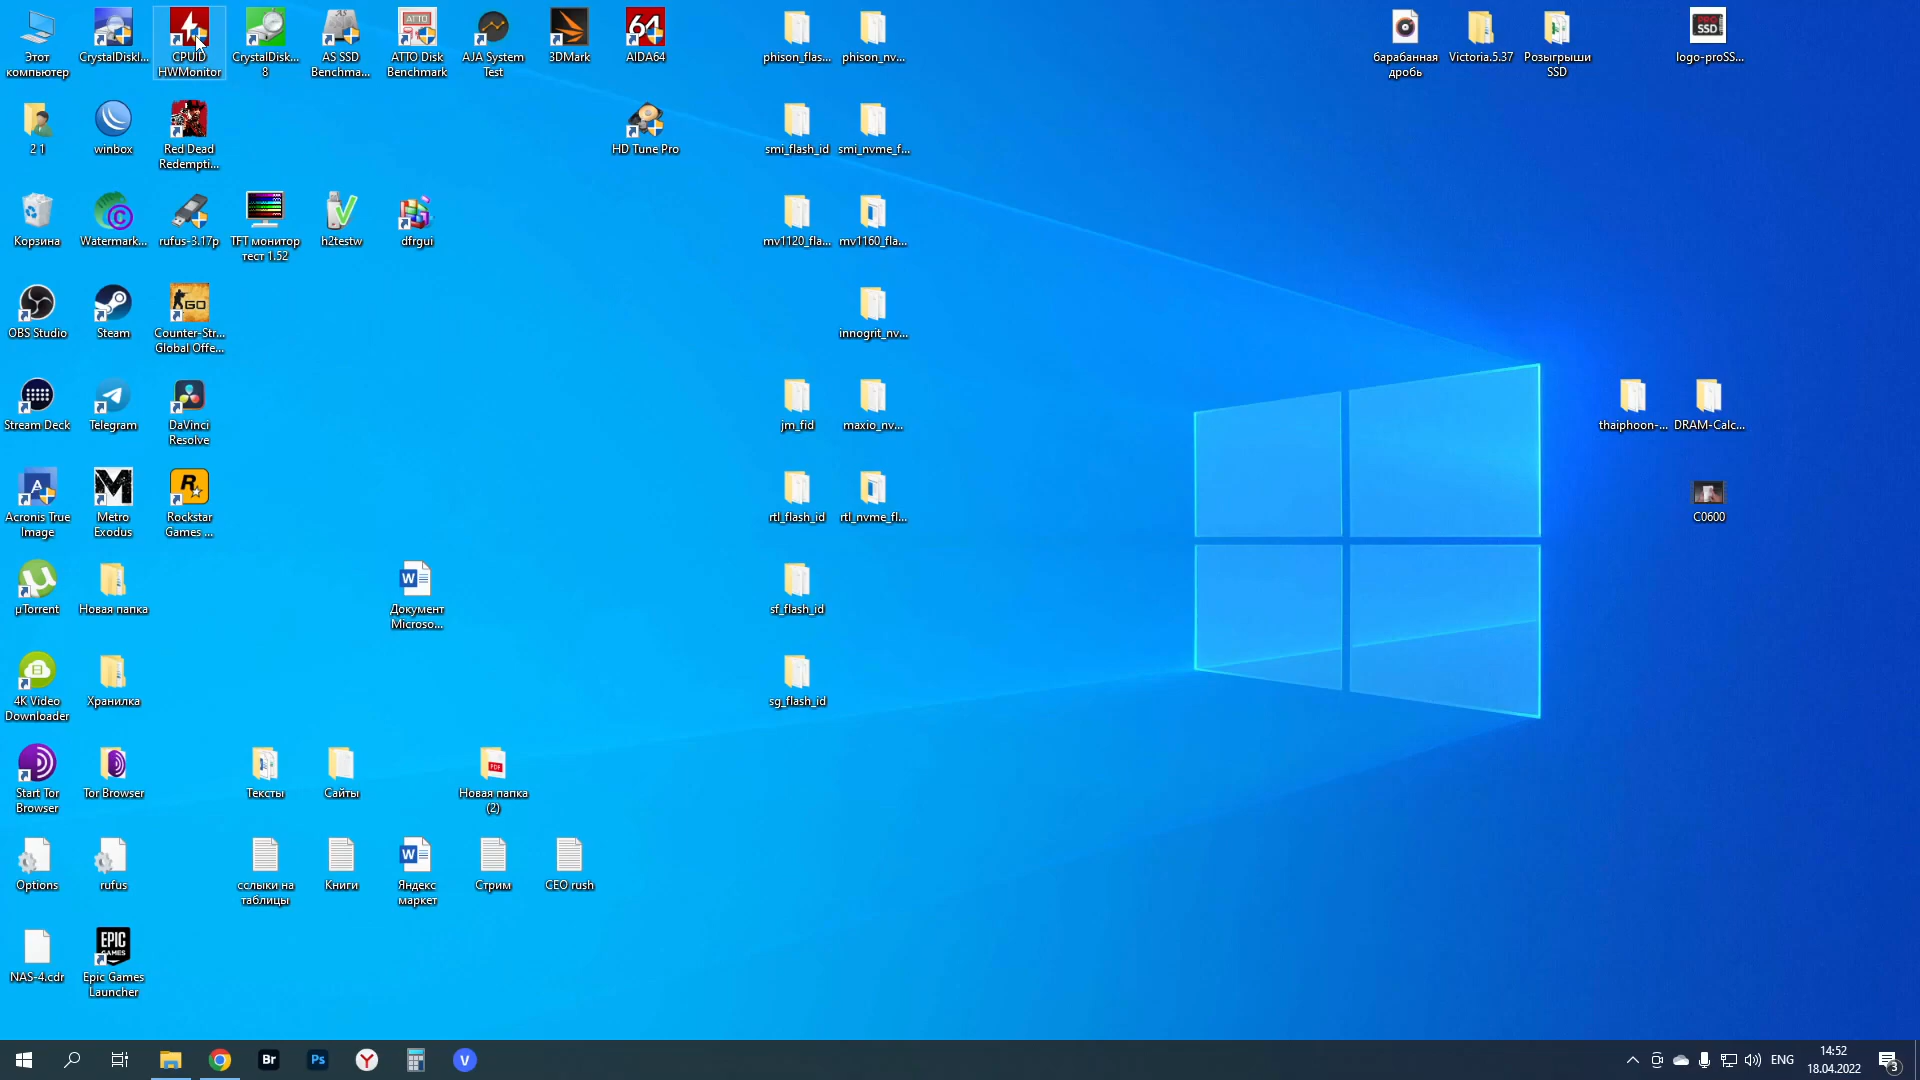 Этот
компьютер
CrystalDiskI...
CPUID
HWMonitor
CrystalDisk...
8
AS SSD
Benchma...
ATTO Disk
Benchmark
AJA System
Test
3DMark
AIDA64
phison_flas...
phison_nv...
барабанная
дробь
Victoria.5.37
Розыгрыши
SSD
logo-proSS...
2 1
winbox
Red Dead
Redempti...
HD Tune Pro
smi_flash_id
smi_nvme_f...
Корзина
Watermark...
rufus-3.17p
TFT монитор
тест 1.52
h2testw
dfrgui
mv1120_fla...
mv1160_fla...
OBS Studio
Steam
Counter-Str...
Global Offe...
innogrit_nv...
Stream Deck
Telegram
DaVinci
Resolve
jm_fid
maxio_nv...
thaiphoon-...
DRAM-Calc...
Acronis True
Image
Metro
Exodus
Rockstar
Games ...
rtl_flash_id
rtl_nvme_fl...
C0600
µTorrent
Новая папка
Документ
Microso...
sf_flash_id
4K Video
Downloader
Хранилка
sg_flash_id
Start Tor
Browser
Tor Browser
Тексты
Сайты
Новая папка
(2)
Options
rufus
сслыки на
таблицы
Книги
Яндекс
маркет
Стрим
CEO rush
NAS-4.cdr
Epic Games
Launcher
ENG
14:52
18.04.2022
3